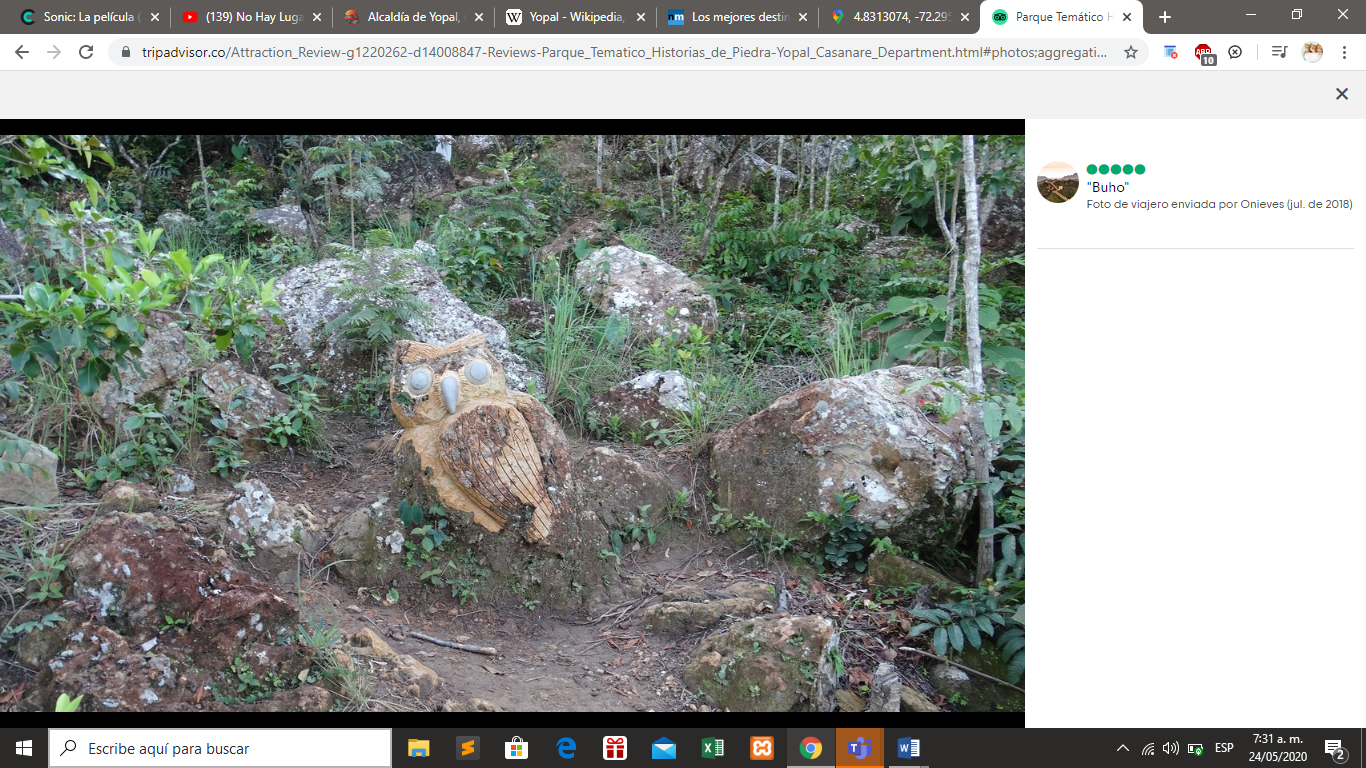 Sonic: La película (
(139) No Hay Luga
Alcaldía de Yopal,
Yopal - Wikipedia,
Los mejores destin
4.8313074, -72.295
Parque Temático H
tripadvisor.co/Attraction_Review-g1220262-d14008847-Reviews-Parque_Tematico_Historias_de_Piedra-Yopal_Casanare_Department.html#photos;aggregati...
ABP
10
"Buho"
Foto de viajero enviada por Onieves (jul. de 2018)
Escribe aquí para buscar
ESP
7:31 a. m.
24/05/2020
2